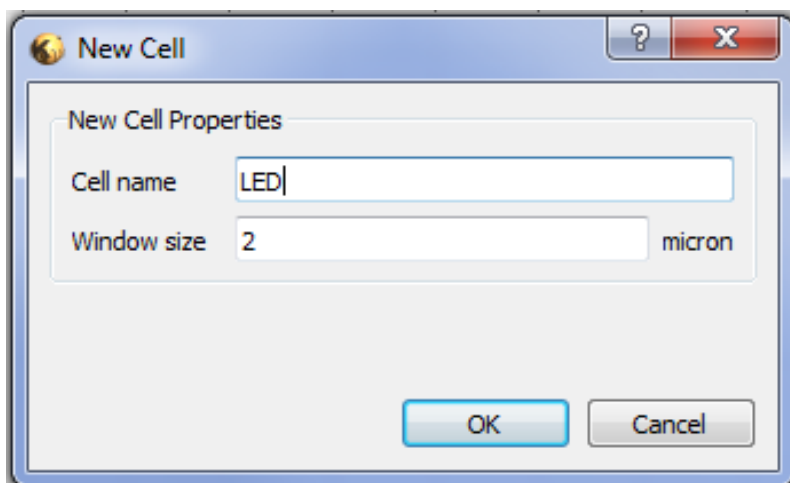 New Cell
New Cell Properties
Cell name LED
Window size 2 micron
OK Cancel